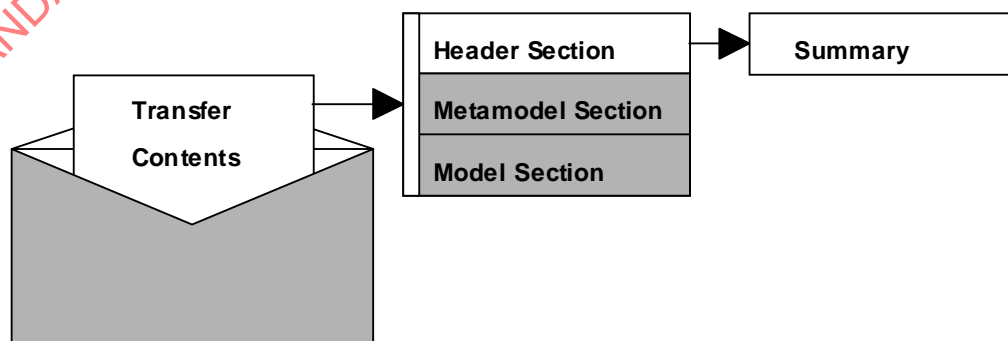 Header Section
Summary
Transfer
Contents
Metamodel Section
Model Section